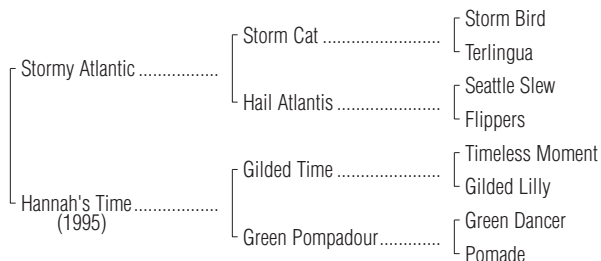 Storm Bird
Storm Cat ........................
Terlingua
Stormy Atlantic ................
Seattle Slew
Hail Atlantis .....................
Flippers
Timeless Moment
Gilded Time .....................
Gilded Lilly
Hannah's Time .................
(1995)
Green Dancer
Green Pompadour .............
Pomade